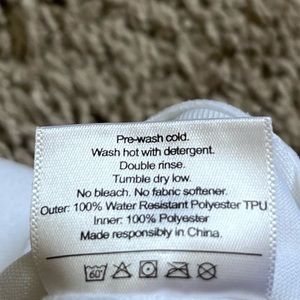 Pre-wash cold.
Wash hot with detergent.
Double rinse.
Tumble dry low.
No bleach. No fabric softener.
Outer: 100% Water Resistant Polyester TPU
Inner: 100% Polyester
Made responsibly in China.
60°